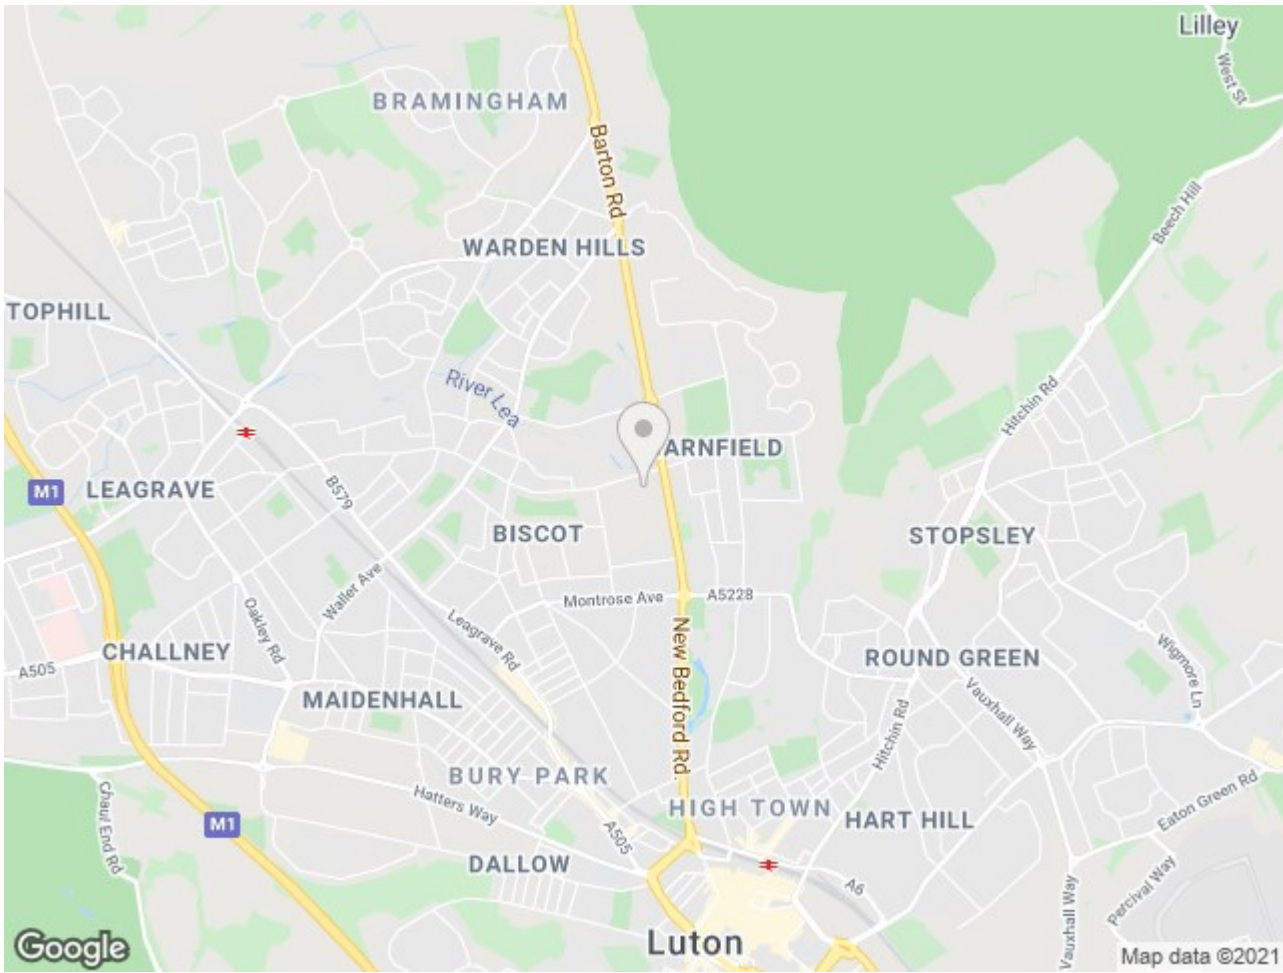 Lilley
West St
BRAMINGHAM
Barton Rd
Beech Hill
WARDEN HILLS
TOPHILL
River Lea
Hitchin Rd
ARNFIELD
M1
LEAGRAVE
B579
BISCOT
STOPSLEY
Waller Ave
Montrose Ave
A5228
Oakley Rd
Leagrave Rd
New Bedford Rd.
CHALLNEY
A505
ROUND GREEN
Wigmore Ln
MAIDENHALL
Vauxhall Way
Hitchin Rd
BURY PARK
HIGH TOWN
Chaul End Rd
Hatters Way
M1
A505
HART HILL
Eaton Green Rd
DALLOW
A6
Percival Way
Vauxhall Way
Luton
Google
Map data ©2021